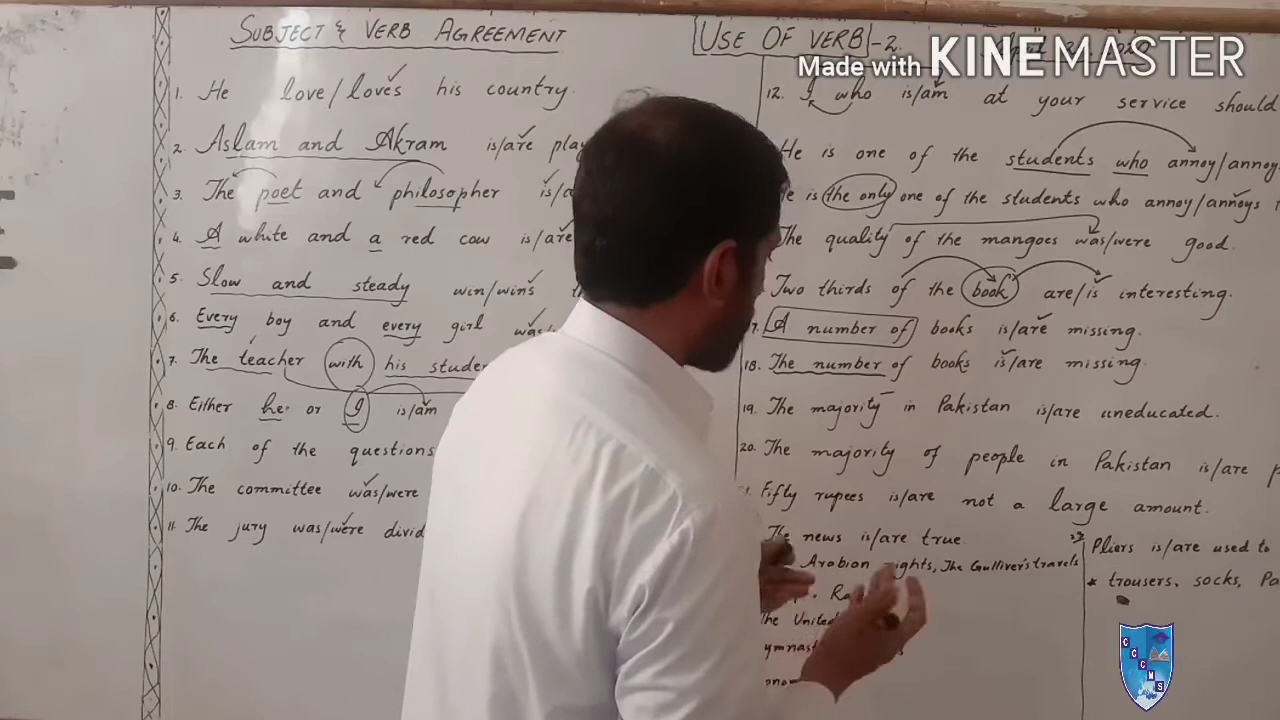 SUBJECT & VERB AGREEMENT
1. He love/loves his country.
2. Aslam and Akram is/are play
3. The poet and philosopher is/a
4. A white and a red cow is/are
5. Slow and steady win/wins
6. Every boy and every girl was/
7. The teacher with his studen
8. Either he or I is/am
9. Each of the questions
10. The committee was/were
11. The jury was/were divid
USE OF VERB-2
Made with KINEMASTER
12. I who is/am at your service should
He is one of the students who annoy/annoy
He is the only one of the students who annoy/annoys
The quality of the mangoes was/were good.
Two thirds of the book are/is interesting.
A number of books is/are missing.
18. The number of books is/are missing.
19. The majority in Pakistan is/are uneducated.
20. The majority of people in Pakistan is/are p
Fifty rupees is/are not a large amount.
The news is/are true.
Arabian nights, The Gulliver's travels
The United
Pliers is/are used to
* trousers, socks, Pa
CCCMS